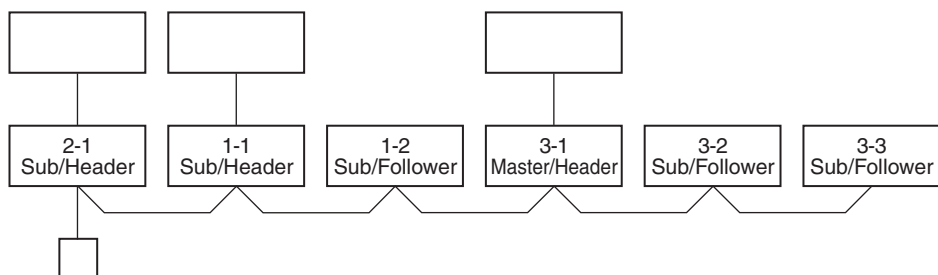 2-1
Sub/Header
1-1
Sub/Header
1-2
Sub/Follower
3-1
Master/Header
3-2
Sub/Follower
3-3
Sub/Follower